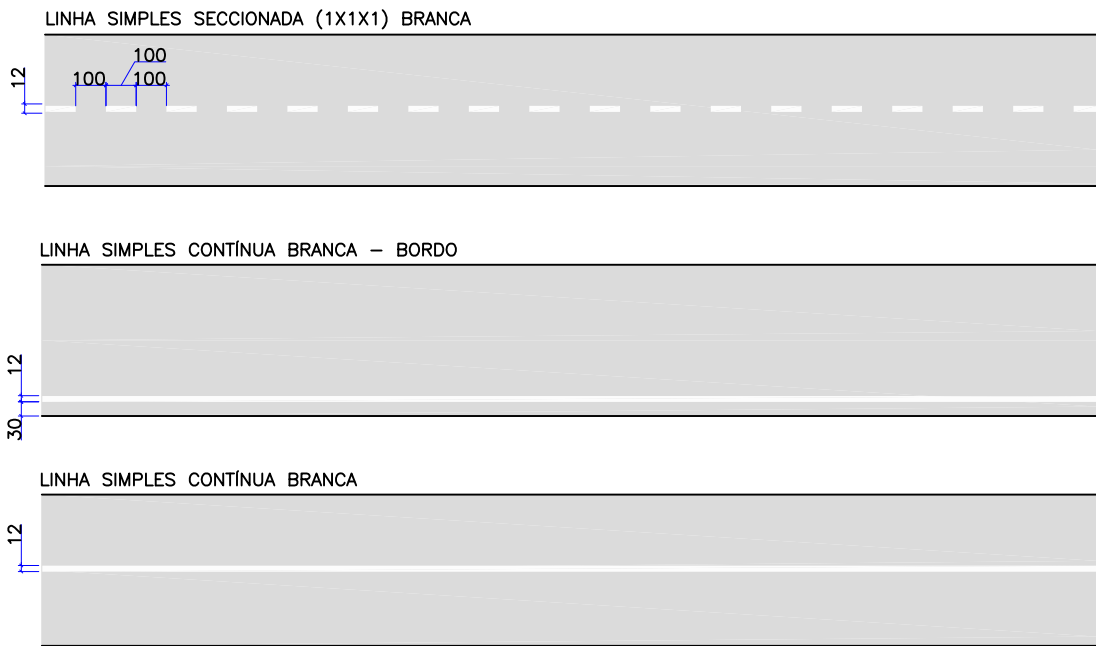 LINHA SIMPLES SECCIONADA (1X1X1) BRANCA
100
100 100
12
LINHA SIMPLES CONTÍNUA BRANCA – BORDO
12
30
LINHA SIMPLES CONTÍNUA BRANCA
12